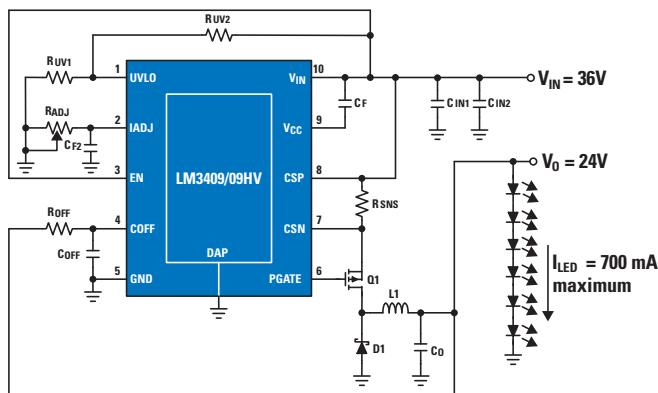 RUV2
RUV1
1
UVLO
VIN
10
VIN = 36V
RADJ
CF
CIN1
CIN2
2
IADJ
VCC
9
CF2
VO = 24V
3
EN
LM3409/09HV
CSP
8
RSNS
ROFF
4
COFF
CSN
7
COFF
DAP
ILED = 700 mA
maximum
5
GND
PGATE
6
Q1
L1
D1
CO